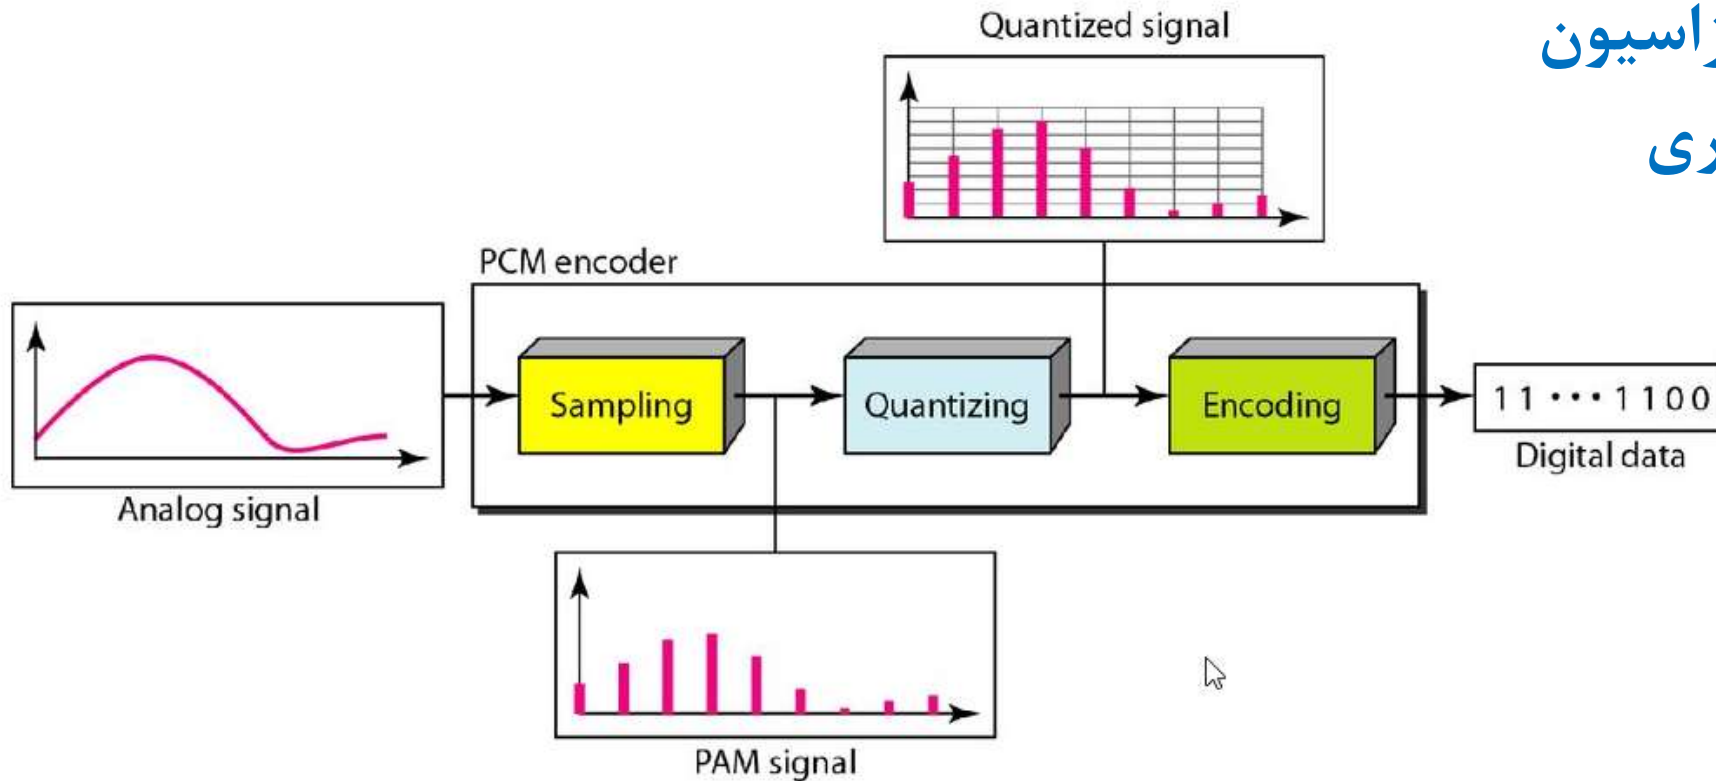 Quantized signal
PCM encoder
Sampling
Quantizing
Encoding
11 ··· 1100
Digital data
Analog signal
PAM signal